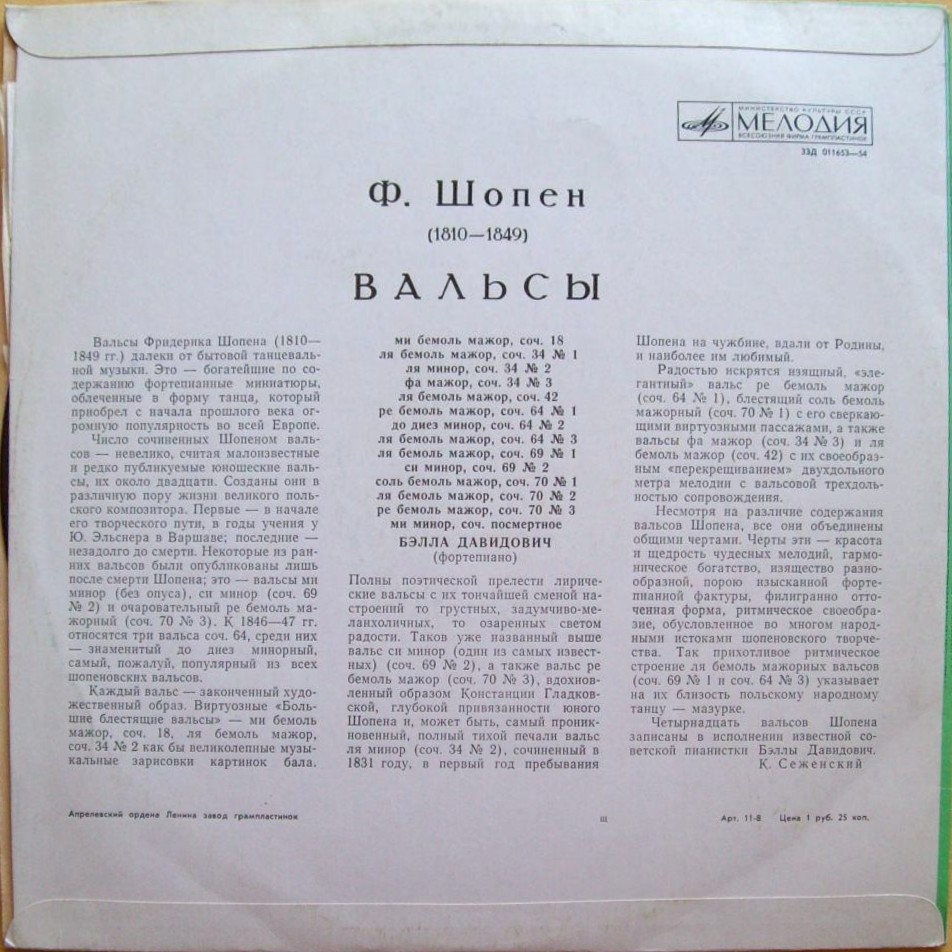 МИНИСТЕРСТВО КУЛЬТУРЫ СССР
МЕЛОДИЯ
ВСЕСОЮЗНАЯ ФИРМА ГРАМПЛАСТИНОК
33Д 011653—54
Ф. Шопен
(1810—1849)
ВАЛЬСЫ
Вальсы Фридерика Шопена (1810—
1849 гг.) далеки от бытовой танцеваль-
ной музыки. Это — богатейшие по со-
держанию фортепианные миниатюры,
облеченные в форму танца, который
приобрел с начала прошлого века ог-
ромную популярность во всей Европе.
Число сочиненных Шопеном валь-
сов — невелико, считая малоизвестные
и редко публикуемые юношеские валь-
сы, их около двадцати. Созданы они в
различную пору жизни великого поль-
ского композитора. Первые — в начале
его творческого пути, в годы учения у
Ю. Эльснера в Варшаве; последние —
незадолго до смерти. Некоторые из ран-
них вальсов были опубликованы лишь
после смерти Шопена; это — вальсы ми
минор (без опуса), си минор (соч. 69
№ 2) и очаровательный ре бемоль ма-
жорный (соч. 70 № 3). К 1846—47 гг.
относятся три вальса соч. 64, среди них
— знаменитый до диез минорный,
самый, пожалуй, популярный из всех
шопеновских вальсов.
Каждый вальс — законченный худо-
жественный образ. Виртуозные «Боль-
шие блестящие вальсы» — ми бемоль
мажор, соч. 18, ля бемоль мажор,
соч. 34 № 2 как бы великолепные музы-
кальные зарисовки картинок бала.
ми бемоль мажор, соч. 18
ля бемоль мажор, соч. 34 № 1
ля минор, соч. 34 № 2
фа мажор, соч. 34 № 3
ля бемоль мажор, соч. 42
ре бемоль мажор, соч. 64 № 1
до диез минор, соч. 64 № 2
ля бемоль мажор, соч. 64 № 3
ля бемоль мажор, соч. 69 № 1
си минор, соч. 69 № 2
соль бемоль мажор, соч. 70 № 1
ля бемоль мажор, соч. 70 № 2
ре бемоль мажор, соч. 70 № 3
ми минор, соч. посмертное
БЭЛЛА ДАВИДОВИЧ
(фортепиано)
Полны поэтической прелести лириче-
ские вальсы с их тончайшей сменой на-
строений то грустных, задумчиво-ме-
ланхоличных, то озаренных светом
радости. Таков уже названный выше
вальс си минор (один из самых извест-
ных) (соч. 69 № 2), а также вальс ре
бемоль мажор (соч. 70 № 3), вдохнов-
ленный образом Констанции Гладков-
ской, глубокой привязанности юного
Шопена и, может быть, самый проник-
новенный, полный тихой печали вальс
ля минор (соч. 34 № 2), сочиненный в
1831 году, в первый год пребывания
Шопена на чужбине, вдали от Родины,
и наиболее им любимый.
Радостью искрятся изящный, «эле-
гантный» вальс ре бемоль мажор
(соч. 64 № 1), блестящий соль бемоль
мажорный (соч. 70 № 1) с его сверкаю-
щими виртуозными пассажами, а также
вальсы фа мажор (соч. 34 № 3) и ля
бемоль мажор (соч. 42) с их своеобраз-
ным «перекрещиванием» двухдольного
метра мелодии с вальсовой трехдоль-
ностью сопровождения.
Несмотря на различие содержания
вальсов Шопена, все они объединены
общими чертами. Черты эти — красота
и щедрость чудесных мелодий, гармо-
ническое богатство, изящество разно-
образной, порою изысканной форте-
пианной фактуры, филигранно отто-
ченная форма, ритмическое своеобра-
зие, обусловленное во многом народ-
ными истоками шопеновского творче-
ства. Так прихотливое ритмическое
строение ля бемоль мажорных вальсов
(соч. 69 № 1 и соч. 64 № 3) указывает
на их близость польскому народному
танцу — мазурке.
Четырнадцать вальсов Шопена
записаны в исполнении известной со-
ветской пианистки Бэллы Давидович.
К. Сеженский
Апрелевский ордена Ленина завод грампластинок
Щ
Арт. 11-8 Цена 1 руб. 25 коп.